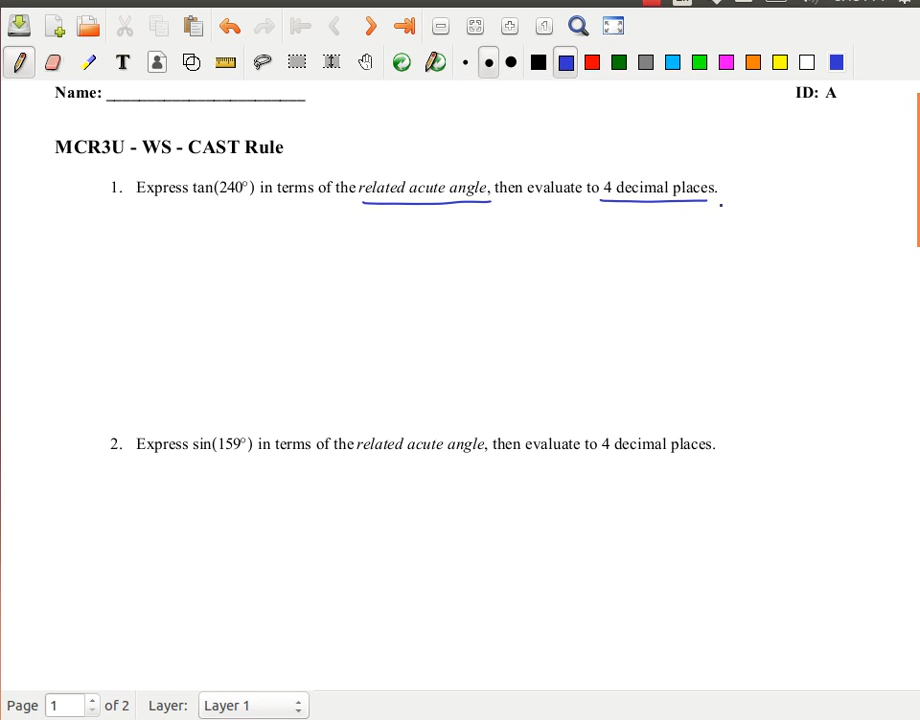 Name: ______________________
ID: A
MCR3U - WS - CAST Rule
1. Express tan(240°) in terms of the related acute angle, then evaluate to 4 decimal places.
2. Express sin(159°) in terms of the related acute angle, then evaluate to 4 decimal places.
Page 1 of 2 Layer: Layer 1